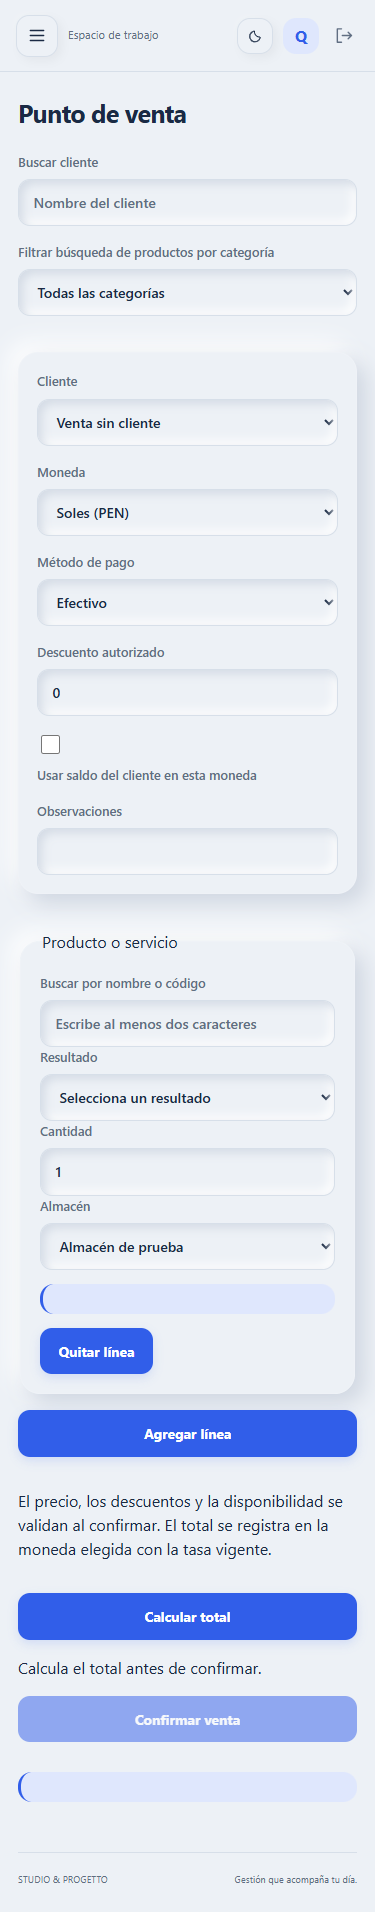 Espacio de trabajo
Q
Punto de venta
Buscar cliente
Nombre del cliente
Filtrar búsqueda de productos por categoría
Todas las categorías
Cliente
Venta sin cliente
Moneda
Soles (PEN)
Método de pago
Efectivo
Descuento autorizado
0
Usar saldo del cliente en esta moneda
Observaciones
Producto o servicio
Buscar por nombre o código
Escribe al menos dos caracteres
Resultado
Selecciona un resultado
Cantidad
1
Almacén
Almacén de prueba
Quitar línea
Agregar línea
El precio, los descuentos y la disponibilidad se
validan al confirmar. El total se registra en la
moneda elegida con la tasa vigente.
Calcular total
Calcula el total antes de confirmar.
Confirmar venta
STUDIO & PROGETTO
Gestión que acompaña tu día.